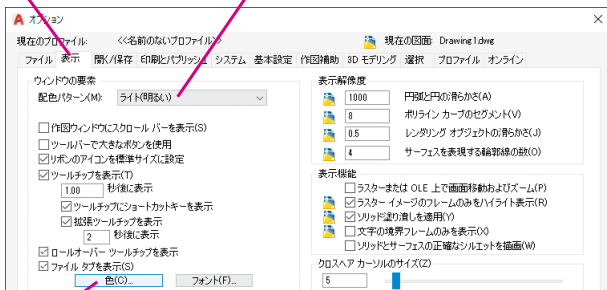 オプション
現在のプロファイル: <<名前のないプロファイル>> 現在の図面: Drawing1.dwg
ファイル 表示 開く/保存 印刷とパブリッシュ システム 基本設定 作図補助 3D モデリング 選択 プロファイル オンライン
ウィンドウの要素
配色パターン(M): ライト(明るい)
作図ウィンドウにスクロール バーを表示(S)
ツールバーで大きなボタンを使用
リボンのアイコンを標準サイズに設定
ツールチップを表示(T)
1.00 秒後に表示
ツールチップにショートカットキーを表示
拡張ツールチップを表示
2 秒後に表示
ロールオーバー ツールチップを表示
ファイル タブを表示(S)
色(C)... フォント(F)...
表示解像度
1000 円弧と円の滑らかさ(A)
8 ポリライン カーブのセグメント(V)
0.5 レンダリング オブジェクトの滑らかさ(J)
4 サーフェスを表現する輪郭線の数(O)
表示機能
ラスターまたは OLE 上で画面移動およびズーム(P)
ラスター イメージのフレームのみをハイライト表示(R)
ソリッド塗り潰しを適用(Y)
文字の境界フレームのみを表示(X)
ソリッドとサーフェスの正確なシルエットを描画(W)
クロスヘア カーソルのサイズ(Z)
5